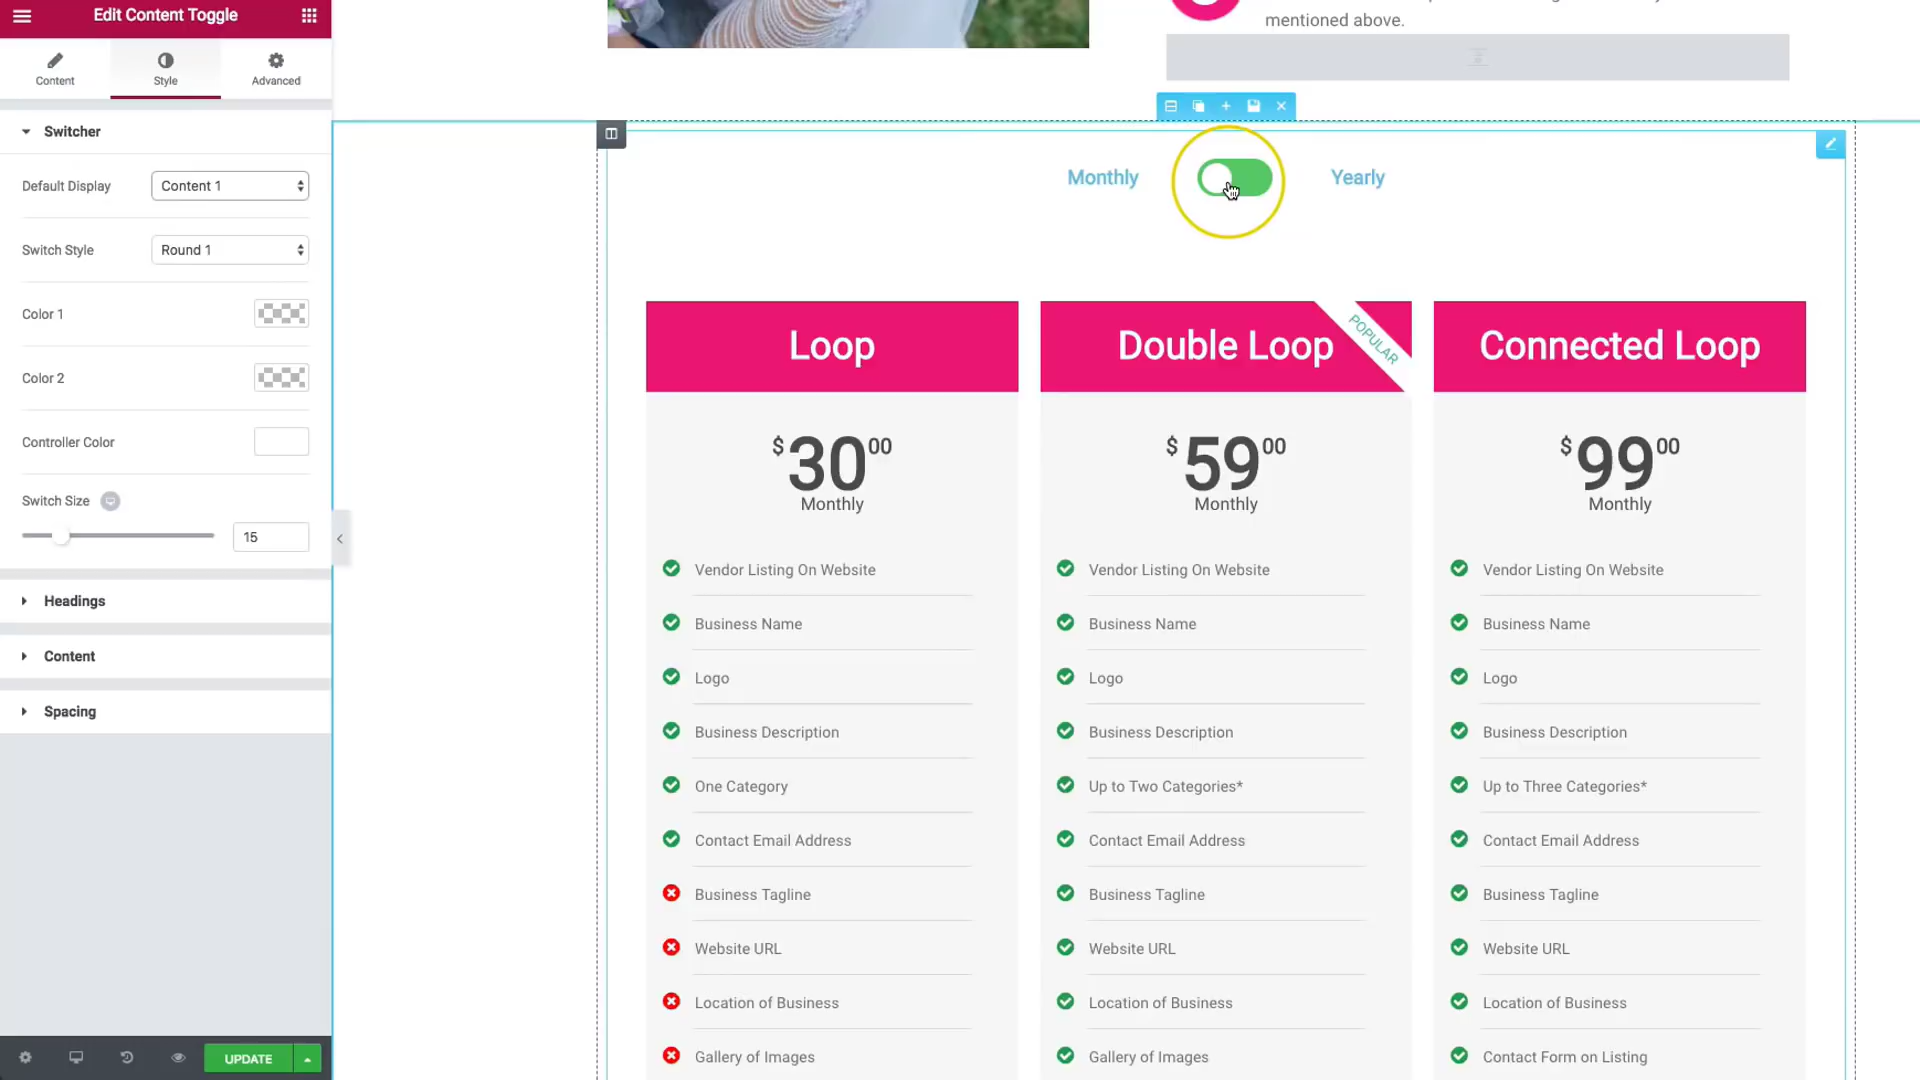 Edit Content Toggle
Content
Style
Advanced
Switcher
Default Display
Content 1
Switch Style
Round 1
Color 1
Color 2
Controller Color
Switch Size
15
Headings
Content
Spacing
UPDATE
mentioned above.
Monthly
Yearly
Loop
$30 00
Monthly
Vendor Listing On Website
Business Name
Logo
Business Description
One Category
Contact Email Address
Business Tagline
Website URL
Location of Business
Gallery of Images
Double Loop
POPULAR
$59 00
Monthly
Vendor Listing On Website
Business Name
Logo
Business Description
Up to Two Categories*
Contact Email Address
Business Tagline
Website URL
Location of Business
Gallery of Images
Connected Loop
$99 00
Monthly
Vendor Listing On Website
Business Name
Logo
Business Description
Up to Three Categories*
Contact Email Address
Business Tagline
Website URL
Location of Business
Contact Form on Listing